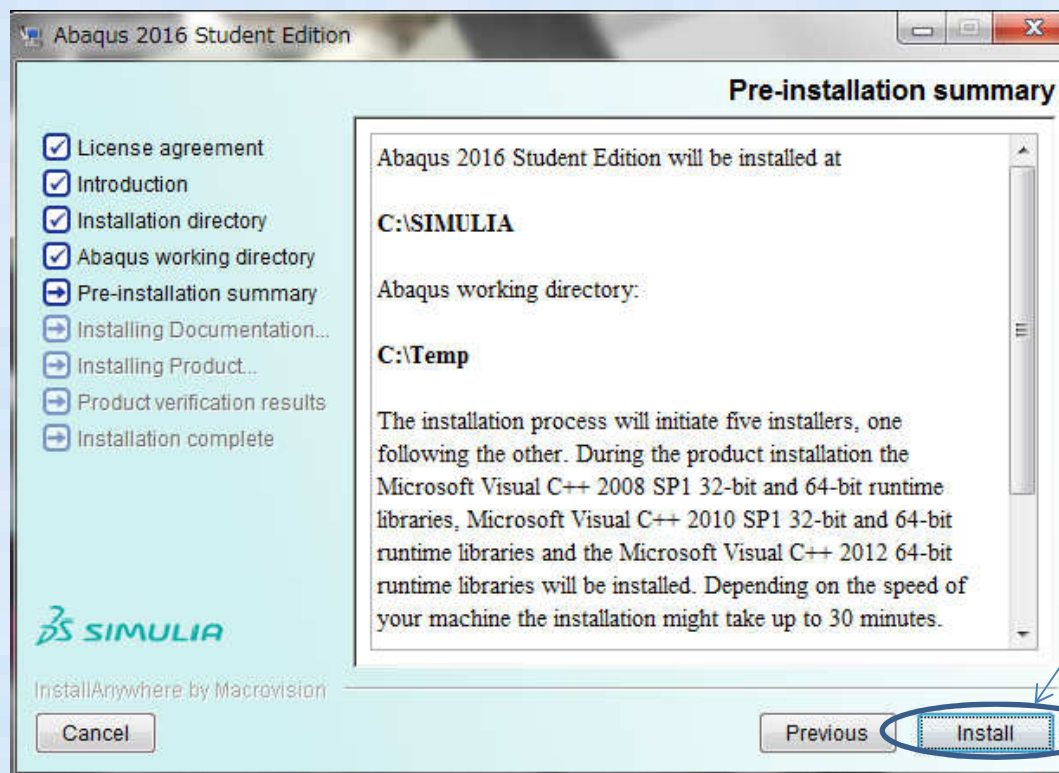 Abaqus 2016 Student Edition
Pre-installation summary
License agreement
Introduction
Installation directory
Abaqus working directory
Pre-installation summary
Installing Documentation...
Installing Product...
Product verification results
Installation complete
Abaqus 2016 Student Edition will be installed at
C:\SIMULIA
Abaqus working directory:
C:\Temp
The installation process will initiate five installers, one
following the other. During the product installation the
Microsoft Visual C++ 2008 SP1 32-bit and 64-bit runtime
libraries, Microsoft Visual C++ 2010 SP1 32-bit and 64-bit
runtime libraries and the Microsoft Visual C++ 2012 64-bit
runtime libraries will be installed. Depending on the speed of
your machine the installation might take up to 30 minutes.
3S SIMULIA
InstallAnywhere by Macrovision
Cancel
Previous
Install